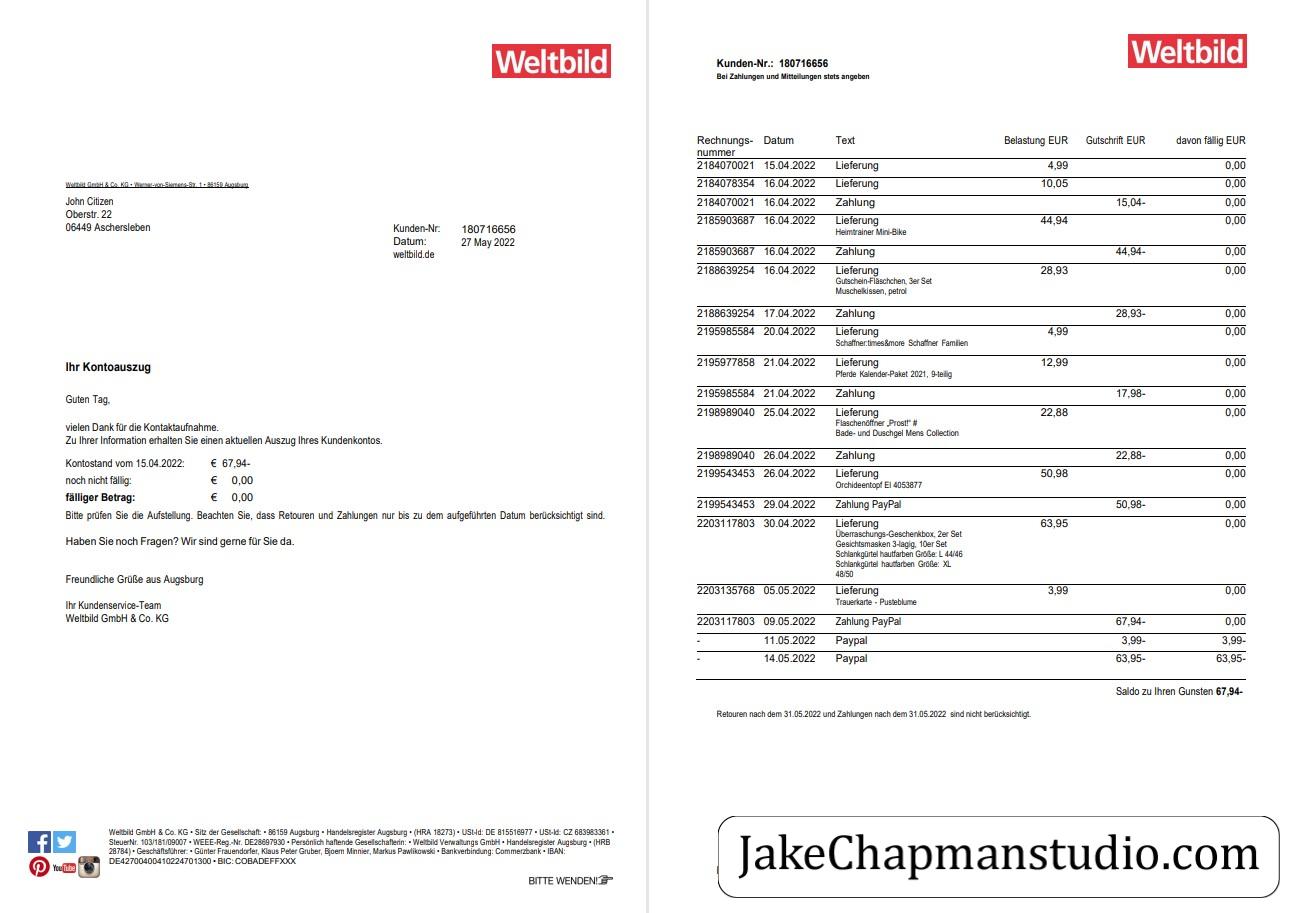 Weltbild
Weltbild GmbH & Co. KG • Werner-von-Siemens-Str. 1 • 86159 Augsburg
John Citizen
Oberstr. 22
06449 Aschersleben
Kunden-Nr: 180716656
Datum: 27 May 2022
weltbild.de
Ihr Kontoauszug
Guten Tag,
vielen Dank für die Kontaktaufnahme.
Zu Ihrer Information erhalten Sie einen aktuellen Auszug Ihres Kundenkontos.
Kontostand vom 15.04.2022: € 67,94-
noch nicht fällig: € 0,00
fälliger Betrag: € 0,00
Bitte prüfen Sie die Aufstellung. Beachten Sie, dass Retouren und Zahlungen nur bis zu dem aufgeführten Datum berücksichtigt sind.
Haben Sie noch Fragen? Wir sind gerne für Sie da.
Freundliche Grüße aus Augsburg
Ihr Kundenservice-Team
Weltbild GmbH & Co. KG
Weltbild GmbH & Co. KG • Sitz der Gesellschaft: • 86159 Augsburg • Handelsregister Augsburg • (HRA 18273) • USt-Id: DE 815516977 • USt-Id: CZ 683983361 •
SteuerNr. 103/181/09007 • WEEE-Reg.-Nr. DE28697930 • Persönlich haftende Gesellschafterin: • Weltbild Verwaltungs GmbH • Handelsregister Augsburg • (HRB
28784) • Geschäftsführer: • Günter Frauendorfer, Klaus Peter Gruber, Bjoern Minnier, Markus Pawlikowski • Bankverbindung: Commerzbank • IBAN:
DE42700400410224701300 • BIC: COBADEFFXXX
You Tube
BITTE WENDEN!
Weltbild
Kunden-Nr.: 180716656
Bei Zahlungen und Mitteilungen stets angeben
Rechnungs- Datum Text Belastung EUR Gutschrift EUR davon fällig EUR
nummer
2184070021 15.04.2022 Lieferung 4,99 0,00
2184078354 16.04.2022 Lieferung 10,05 0,00
2184070021 16.04.2022 Zahlung 15,04- 0,00
2185903687 16.04.2022 Lieferung 44,94 0,00
Heimtrainer Mini-Bike
2185903687 16.04.2022 Zahlung 44,94- 0,00
2188639254 16.04.2022 Lieferung 28,93 0,00
Gutschein-Fläschchen, 3er Set
Muschelkissen, petrol
2188639254 17.04.2022 Zahlung 28,93- 0,00
2195985584 20.04.2022 Lieferung 4,99 0,00
Schaffner:times&more Schaffner Familien
2195977858 21.04.2022 Lieferung 12,99 0,00
Pferde Kalender-Paket 2021, 9-teilig
2195985584 21.04.2022 Zahlung 17,98- 0,00
2198989040 25.04.2022 Lieferung 22,88 0,00
Flaschenöffner „Prost!" #
Bade- und Duschgel Mens Collection
2198989040 26.04.2022 Zahlung 22,88- 0,00
2199543453 26.04.2022 Lieferung 50,98 0,00
Orchideentopf EI 4053877
2199543453 29.04.2022 Zahlung PayPal 50,98- 0,00
2203117803 30.04.2022 Lieferung 63,95 0,00
Überraschungs-Geschenkbox, 2er Set
Gesichtsmasken 3-lagig, 10er Set
Schlankgürtel hautfarben Größe: L 44/46
Schlankgürtel hautfarben Größe: XL
48/50
2203135768 05.05.2022 Lieferung 3,99 0,00
Trauerkarte - Pusteblume
2203117803 09.05.2022 Zahlung PayPal 67,94- 0,00
- 11.05.2022 Paypal 3,99- 3,99-
- 14.05.2022 Paypal 63,95- 63,95-
Saldo zu Ihren Gunsten 67,94-
Retouren nach dem 31.05.2022 und Zahlungen nach dem 31.05.2022 sind nicht berücksichtigt.
JakeChapmanstudio.com